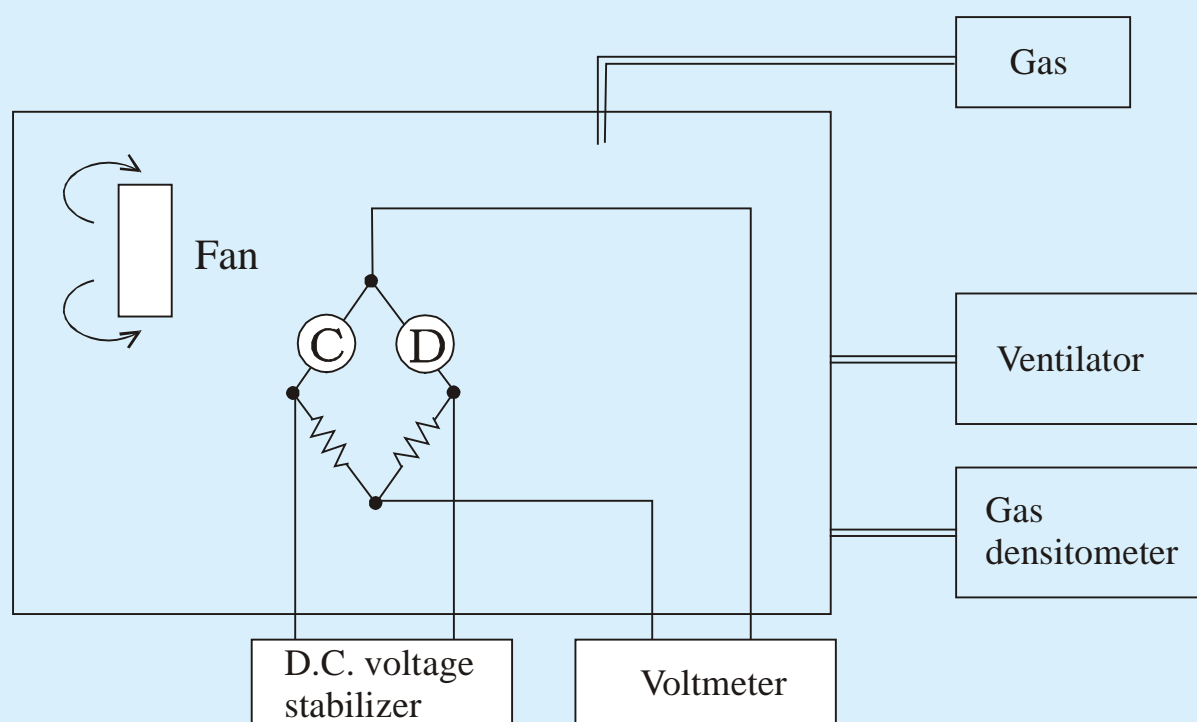 Gas
Fan
C
D
Ventilator
Gas
densitometer
D.C. voltage
stabilizer
Voltmeter